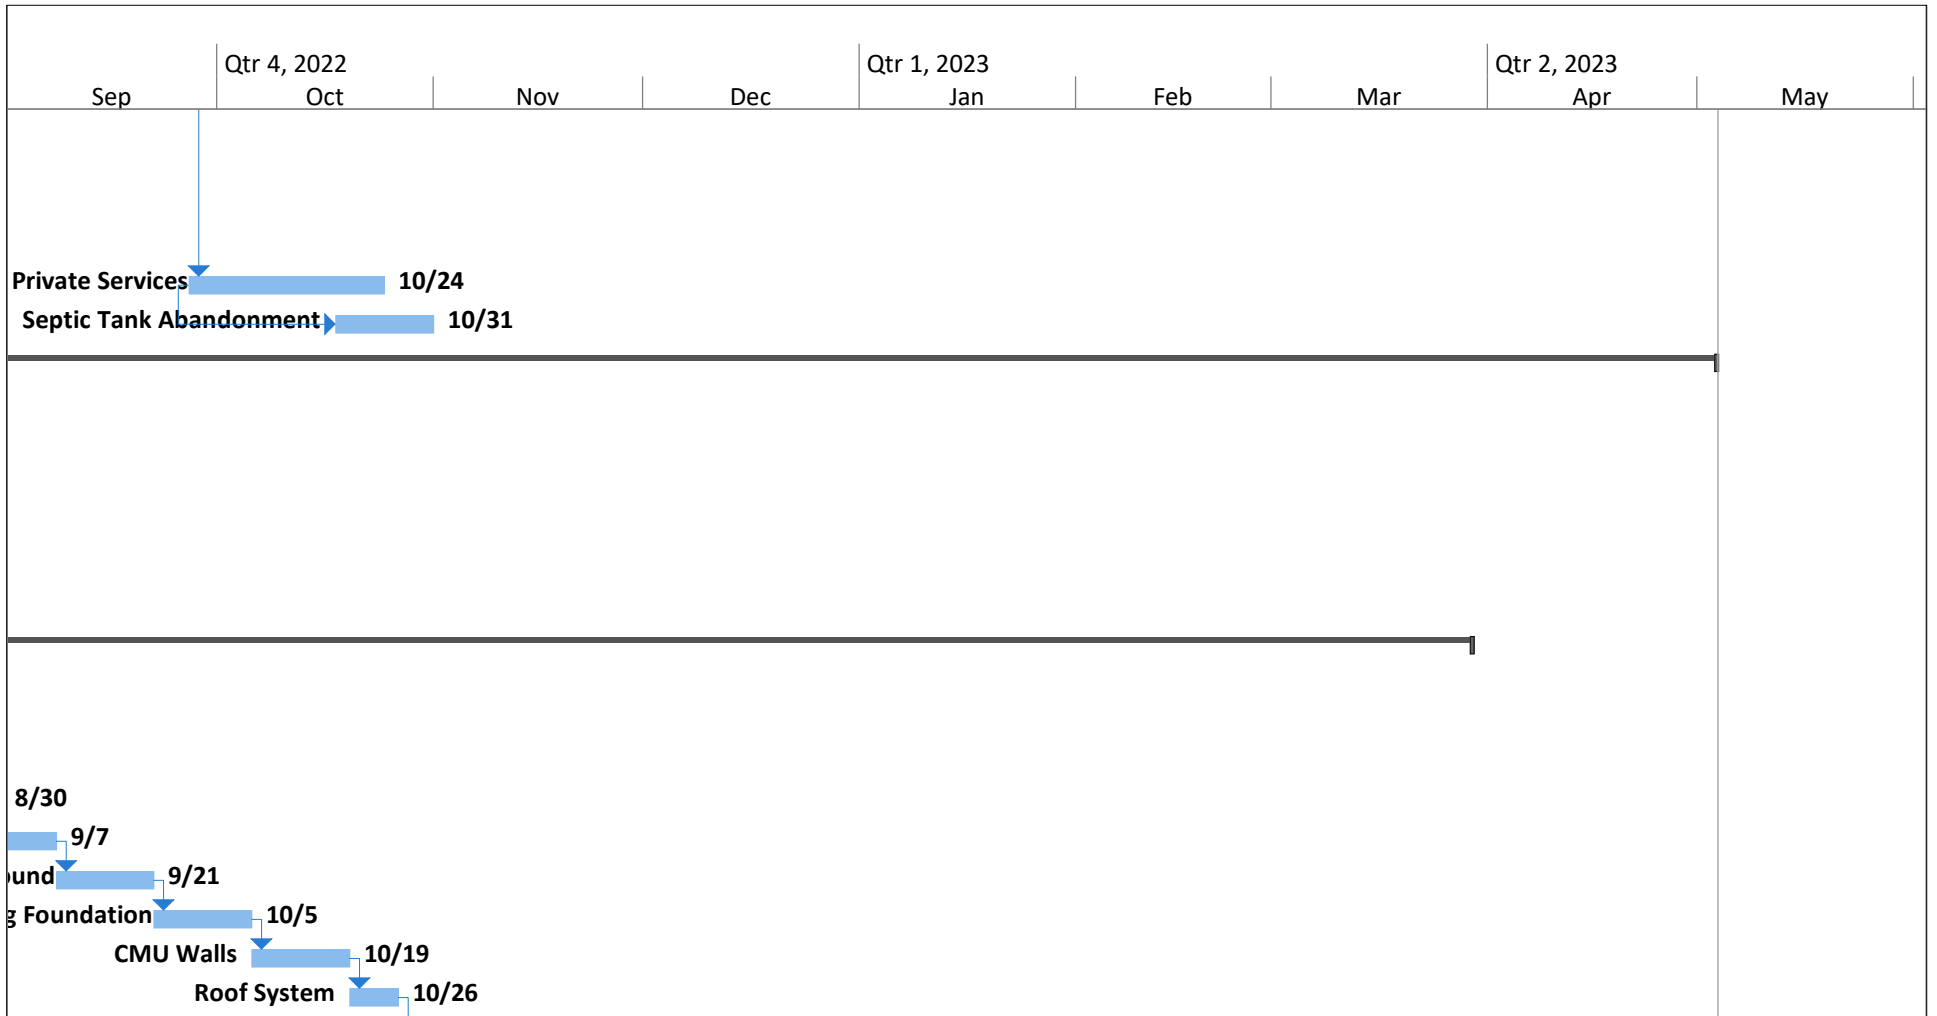 Qtr 4, 2022 Qtr 1, 2023 Qtr 2, 2023
Sep Oct Nov Dec Jan Feb Mar Apr May
Private Services 10/24
Septic Tank Abandonment 10/31
8/30
9/7
und 9/21
g Foundation 10/5
CMU Walls 10/19
Roof System 10/26